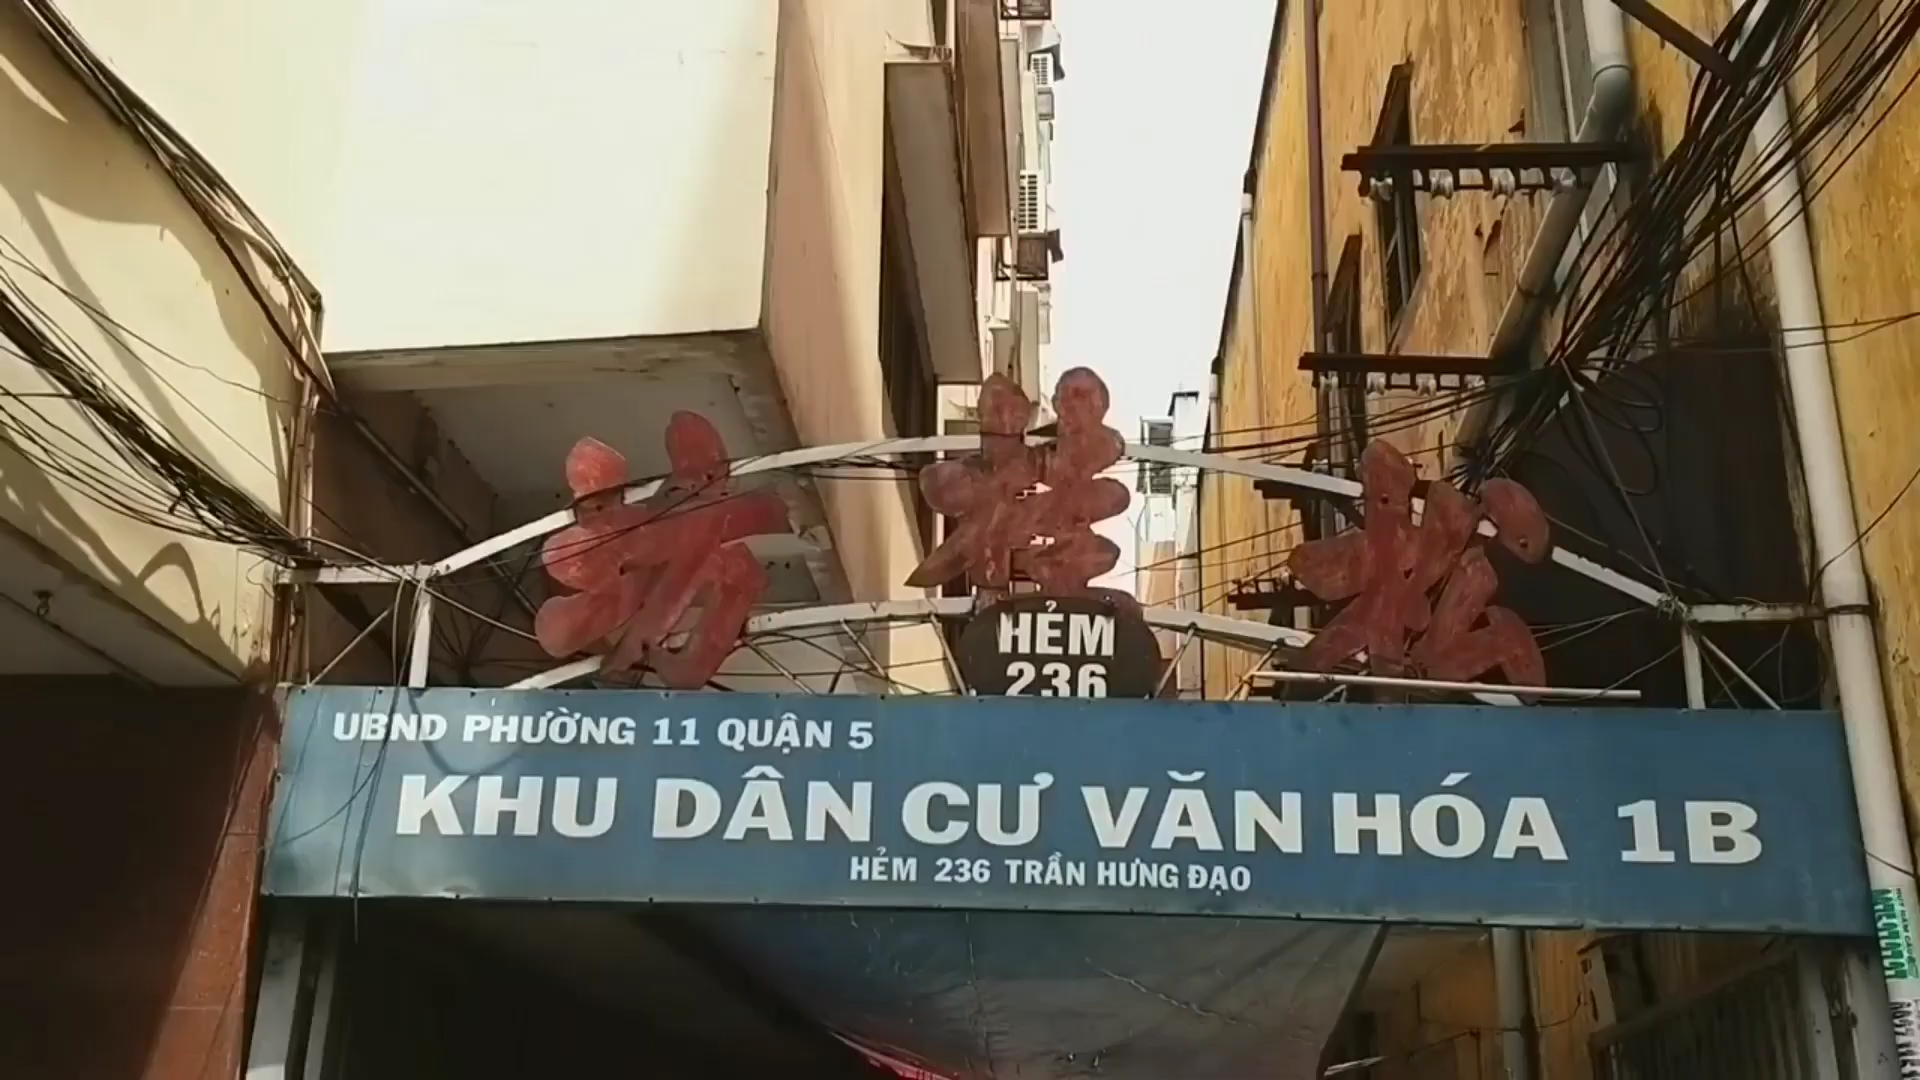 HẺM
236
UBND PHƯỜNG 11 QUẬN 5
KHU DÂN CƯ VĂN HÓA 1B
HẺM 236 TRẦN HƯNG ĐẠO